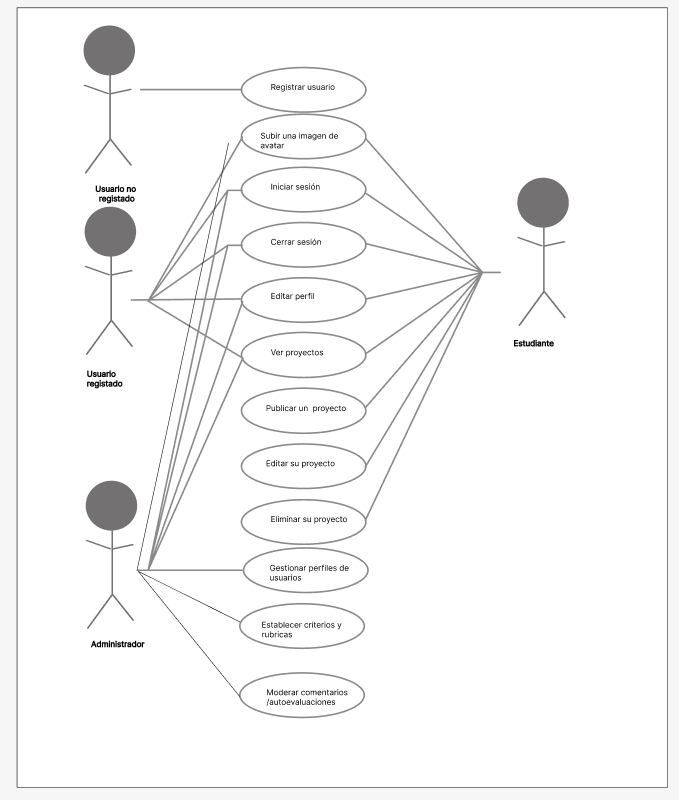 Registrar usuario
Subir una imagen de
avatar
Iniciar sesión
Usuario no
registado
Cerrar sesión
Editar perfil
Estudiante
Ver proyectos
Usuario
registado
Publicar un proyecto
Editar su proyecto
Eliminar su proyecto
Gestionar perfiles de
usuarios
Establecer criterios y
rubricas
Administrador
Moderar comentarios
/autoevaluaciones